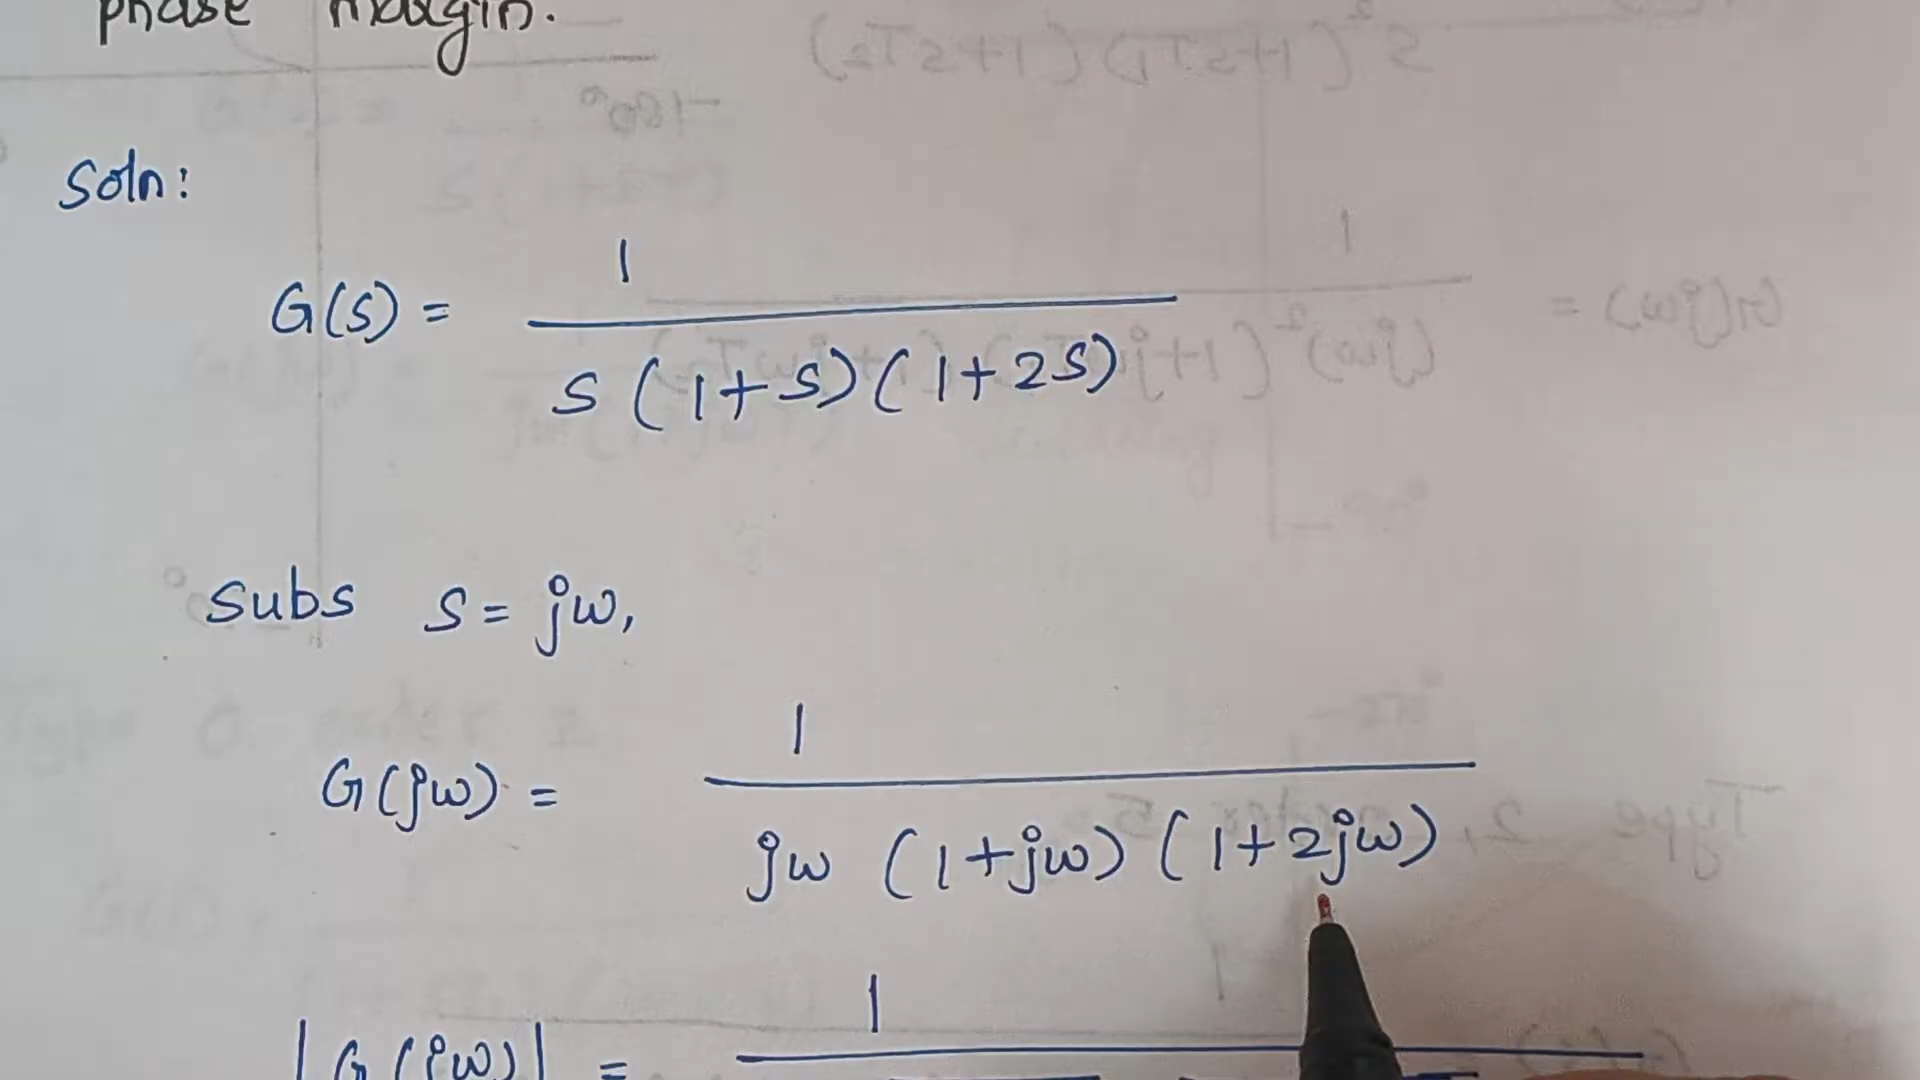 phase margin.
Soln:
G(s) = 1 / s(1+s)(1+2s)
Subs s = jω,
G(jω) = 1 / jω (1+jω)(1+2jω)
|G(jω)| = 1